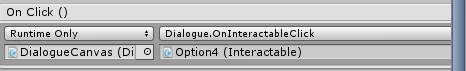 On Click ()
Runtime Only Dialogue.OnInteractableClick
DialogueCanvas (Di Option4 (Interactable)